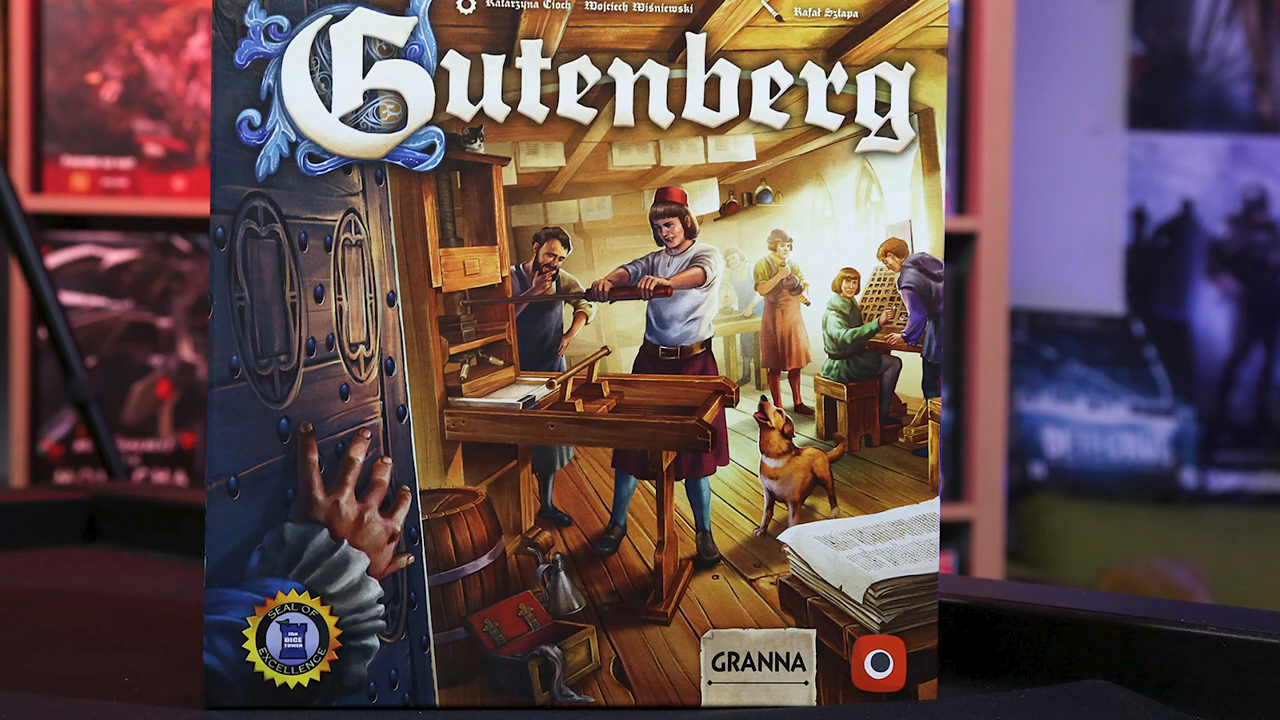 Katarzyna Cioch Wojciech Wiśniewski Rafał Szłapa
Gutenberg
SEAL OF
the
DICE
TOWER
EXCELLENCE
GRANNA